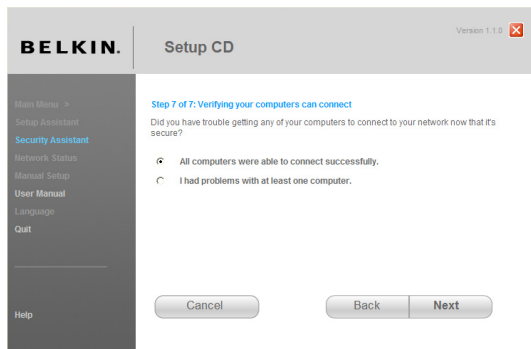 BELKIN.
Setup CD
Version 1.1.0
Main Menu >
Setup Assistant
Security Assistant
Network Status
Manual Setup
User Manual
Language
Quit
Help
Step 7 of 7: Verifying your computers can connect
Did you have trouble getting any of your computers to connect to your network now that it's
secure?
All computers were able to connect successfully.
I had problems with at least one computer.
Cancel
Back
Next